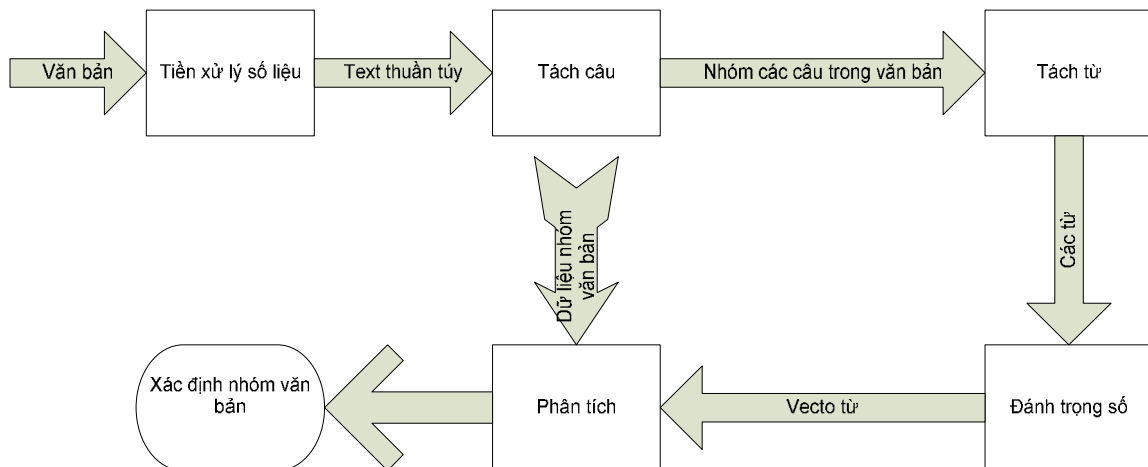 Văn bản
Tiền xử lý số liệu
Text thuần túy
Tách câu
Nhóm các câu trong văn bản
Tách từ
Các từ
Dữ liệu nhóm
văn bản
Xác định nhóm văn
bản
Phân tích
Vecto từ
Đánh trọng số